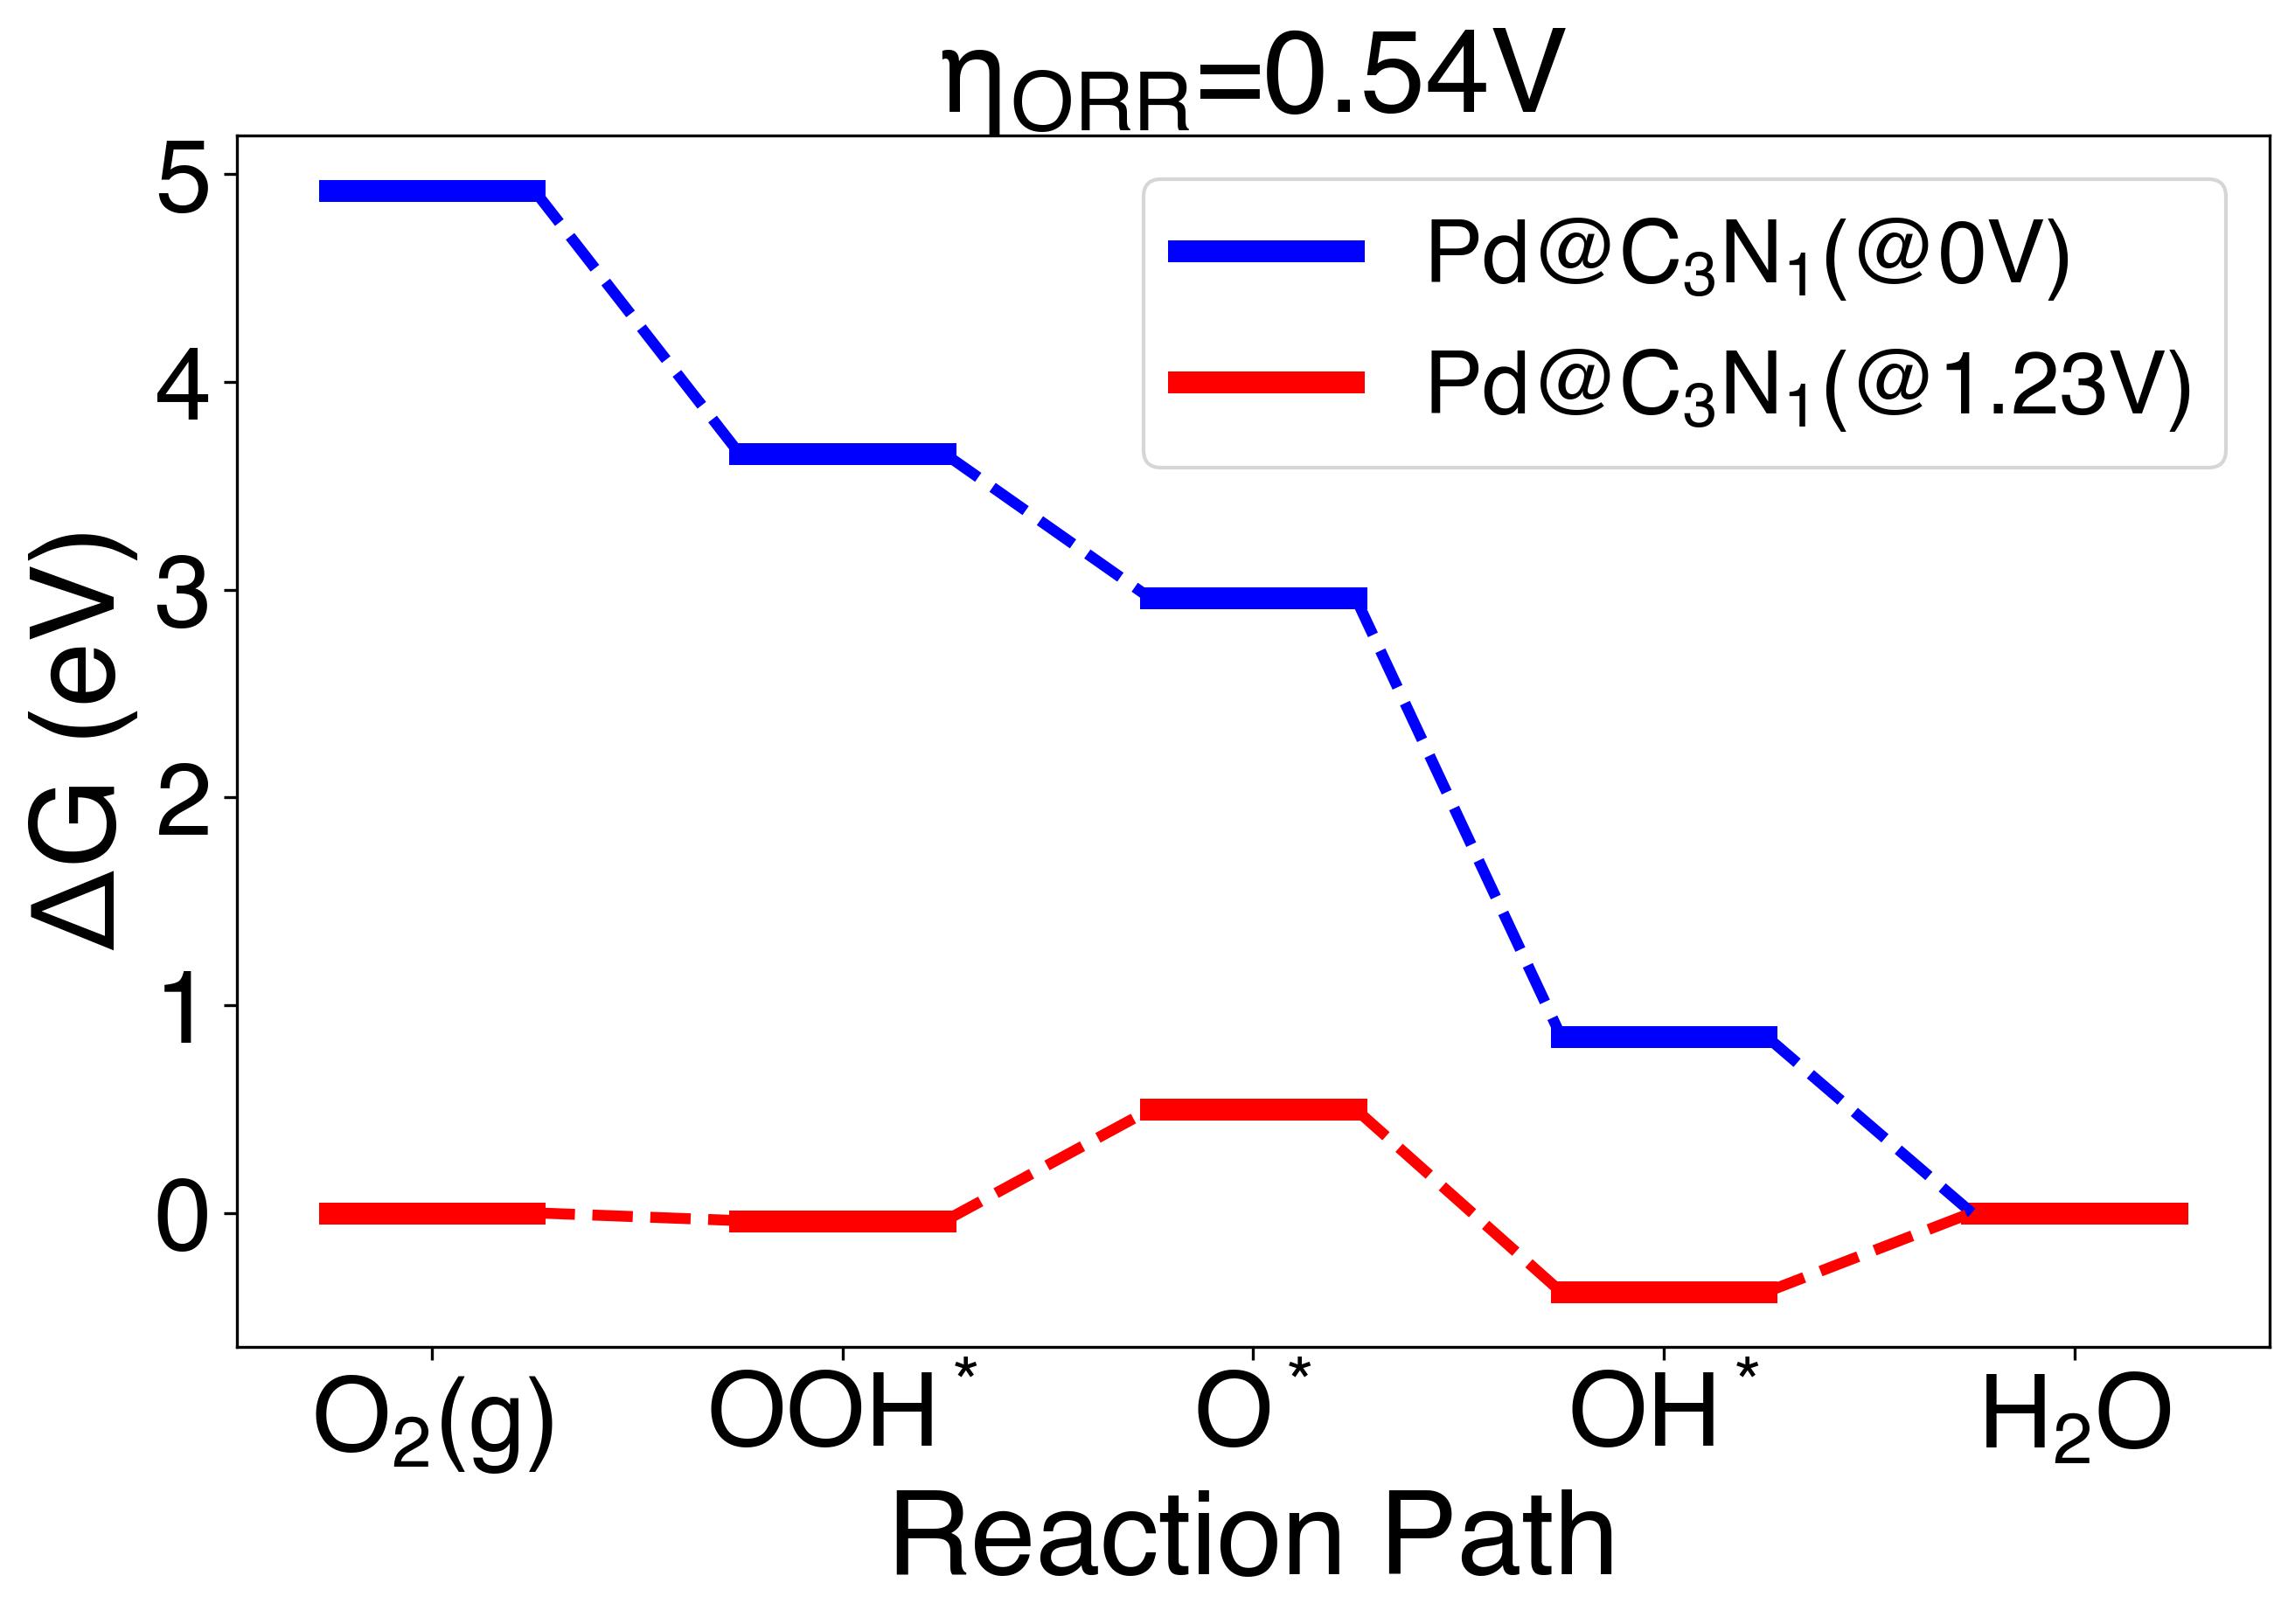 η_ORR=0.54V
Pd@C₃N₁(@0V)
Pd@C₃N₁(@1.23V)
ΔG (eV)
5
4
3
2
1
0
O₂(g) OOH* O* OH* H₂O
Reaction Path